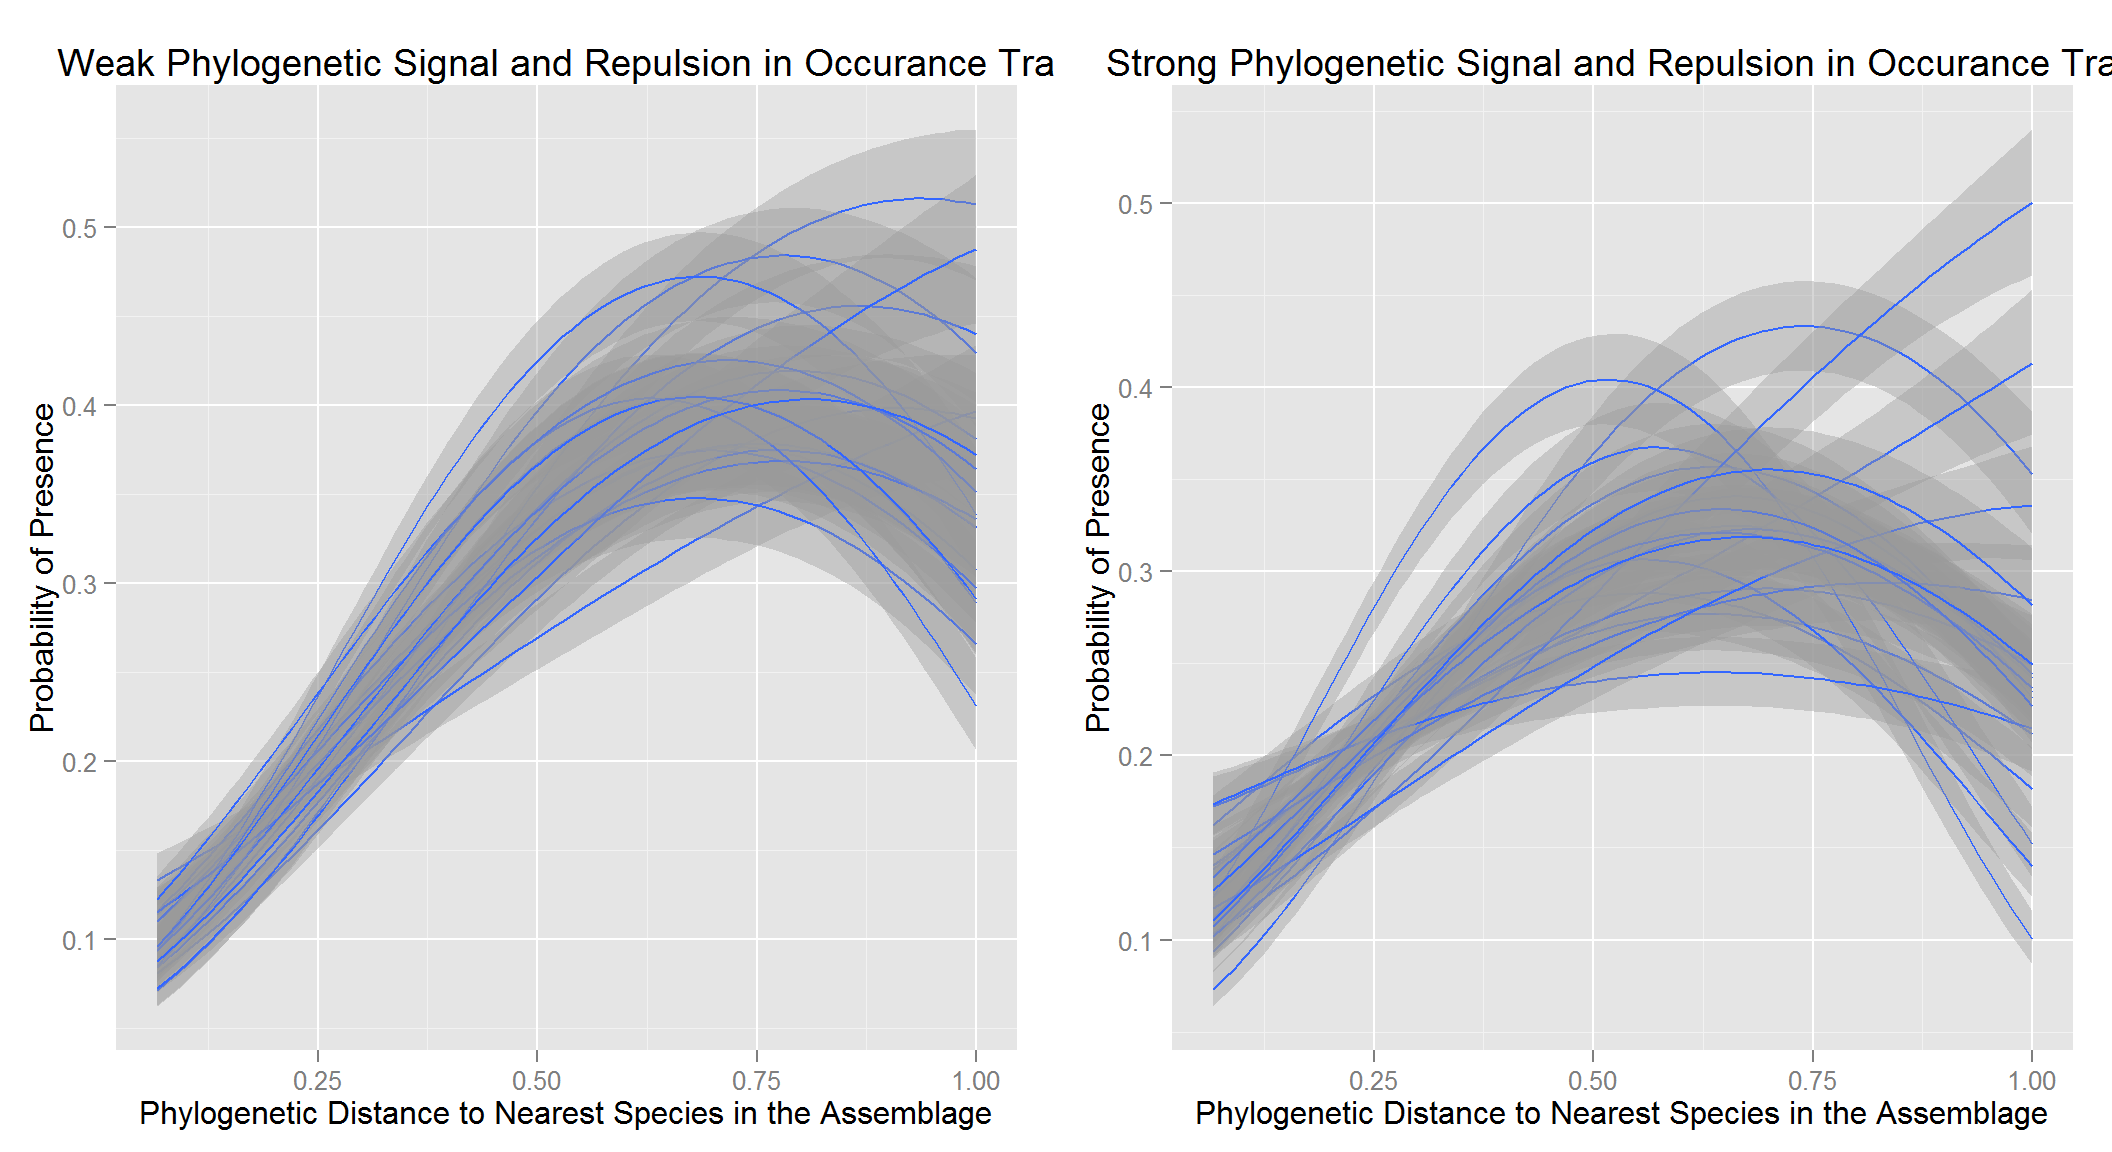 Weak Phylogenetic Signal and Repulsion in Occurance Tra
Probability of Presence
0.5
0.4
0.3
0.2
0.1
0.25 0.50 0.75 1.00
Phylogenetic Distance to Nearest Species in the Assemblage
Strong Phylogenetic Signal and Repulsion in Occurance Tra
Probability of Presence
0.5
0.4
0.3
0.2
0.1
0.25 0.50 0.75 1.00
Phylogenetic Distance to Nearest Species in the Assemblage